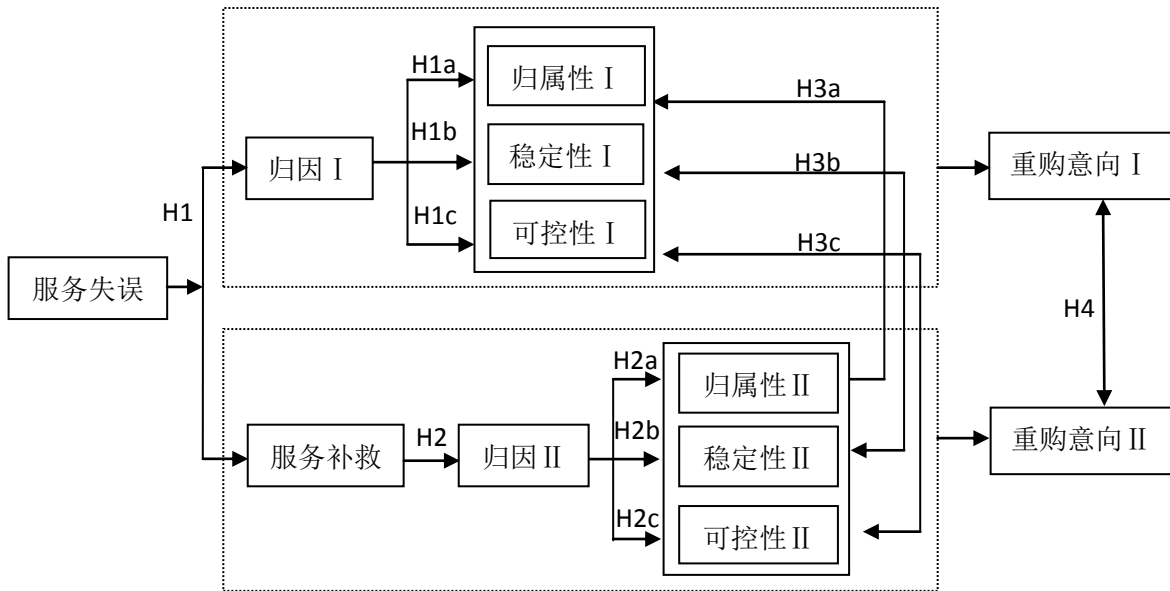 H1a
归属性Ⅰ
H3a
H1b
稳定性Ⅰ
H3b
归因Ⅰ
重购意向Ⅰ
H1
H1c
可控性Ⅰ
H3c
服务失误
H4
H2a
归属性Ⅱ
服务补救
H2
归因Ⅱ
H2b
稳定性Ⅱ
重购意向Ⅱ
H2c
可控性Ⅱ